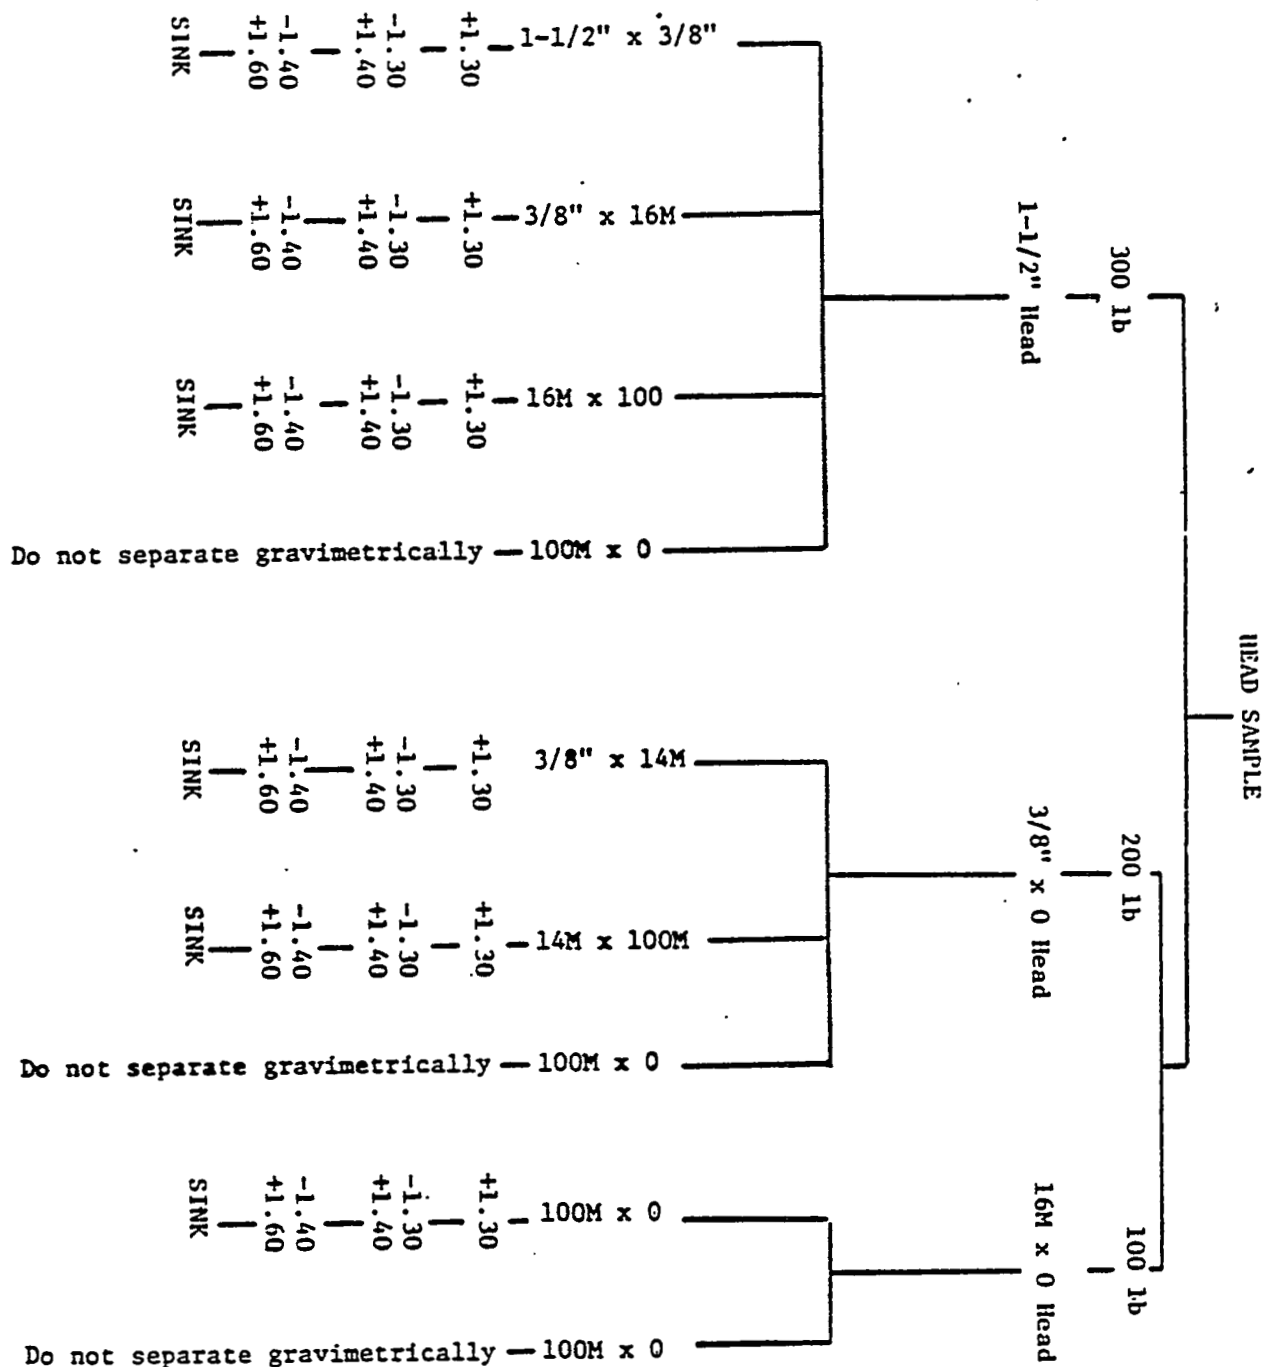 HEAD SAMPLE
300 lb
1-1/2" Head
1-1/2" x 3/8"
+1.30
-1.30
+1.40
-1.40
+1.60
SINK
3/8" x 16M
+1.30
-1.30
+1.40
-1.40
+1.60
SINK
16M x 100
+1.30
-1.30
+1.40
-1.40
+1.60
SINK
Do not separate gravimetrically — 100M x 0
200 lb
3/8" x 0 Head
3/8" x 14M
+1.30
-1.30
+1.40
-1.40
+1.60
SINK
14M x 100M
+1.30
-1.30
+1.40
-1.40
+1.60
SINK
Do not separate gravimetrically — 100M x 0
100 lb
16M x 0 Head
100M x 0
+1.30
-1.30
+1.40
-1.40
+1.60
SINK
Do not separate gravimetrically — 100M x 0